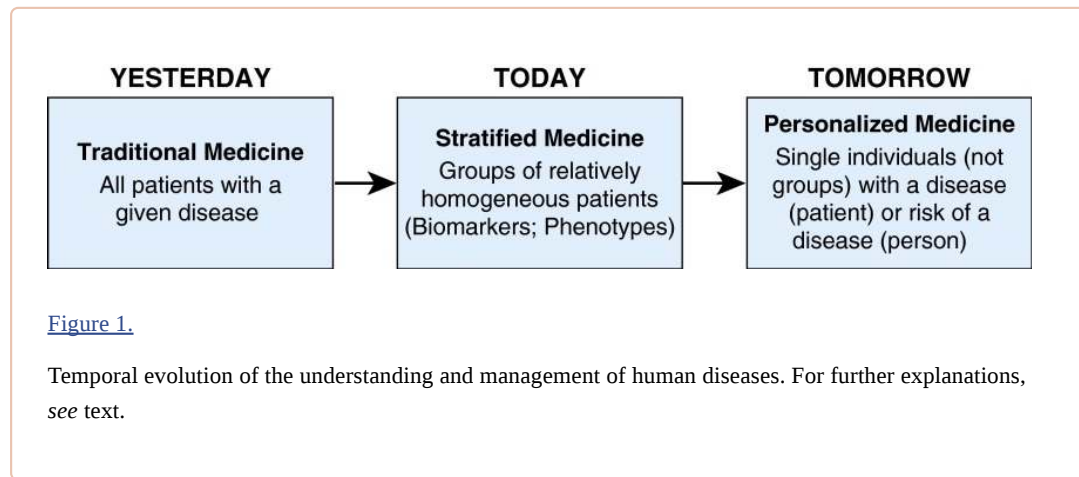 YESTERDAY
Traditional Medicine
All patients with a
given disease
TODAY
Stratified Medicine
Groups of relatively
homogeneous patients
(Biomarkers; Phenotypes)
TOMORROW
Personalized Medicine
Single individuals (not
groups) with a disease
(patient) or risk of a
disease (person)
Figure 1.
Temporal evolution of the understanding and management of human diseases. For further explanations,
see text.